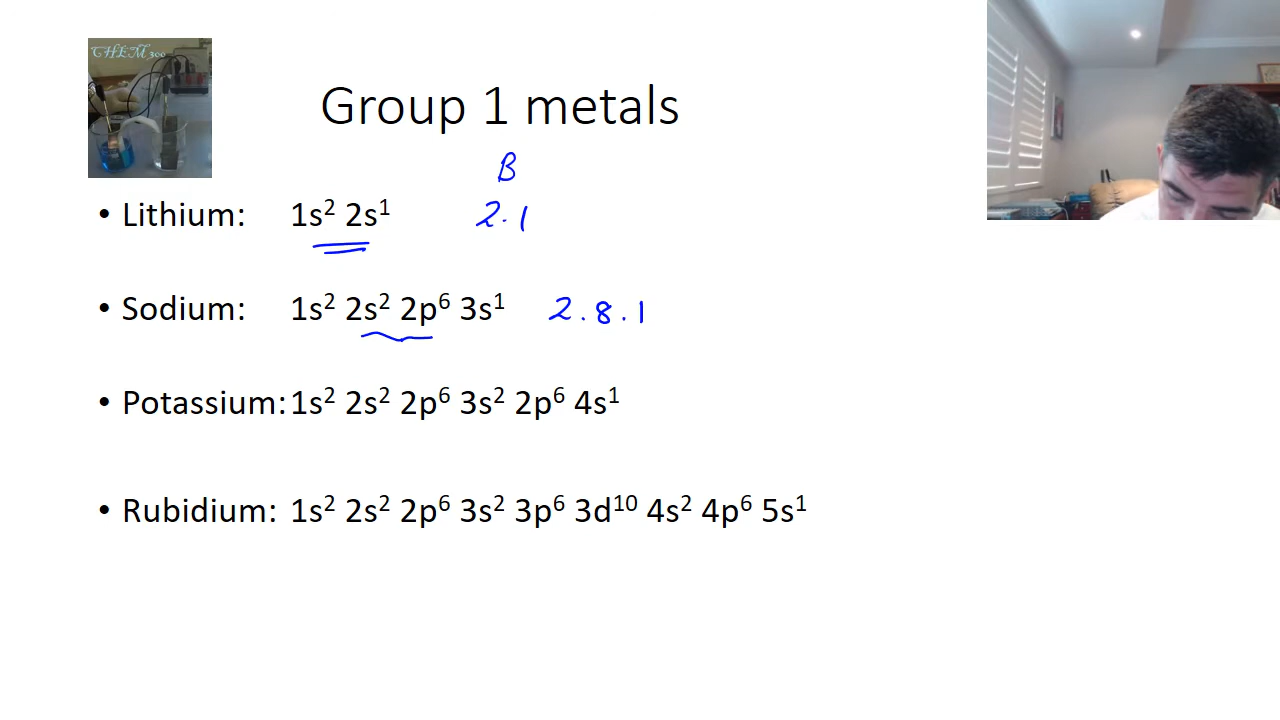 CHEM300
Group 1 metals
B
• Lithium: 1s² 2s¹ 2.1
• Sodium: 1s² 2s² 2p⁶ 3s¹ 2.8.1
• Potassium: 1s² 2s² 2p⁶ 3s² 2p⁶ 4s¹
• Rubidium: 1s² 2s² 2p⁶ 3s² 3p⁶ 3d¹⁰ 4s² 4p⁶ 5s¹